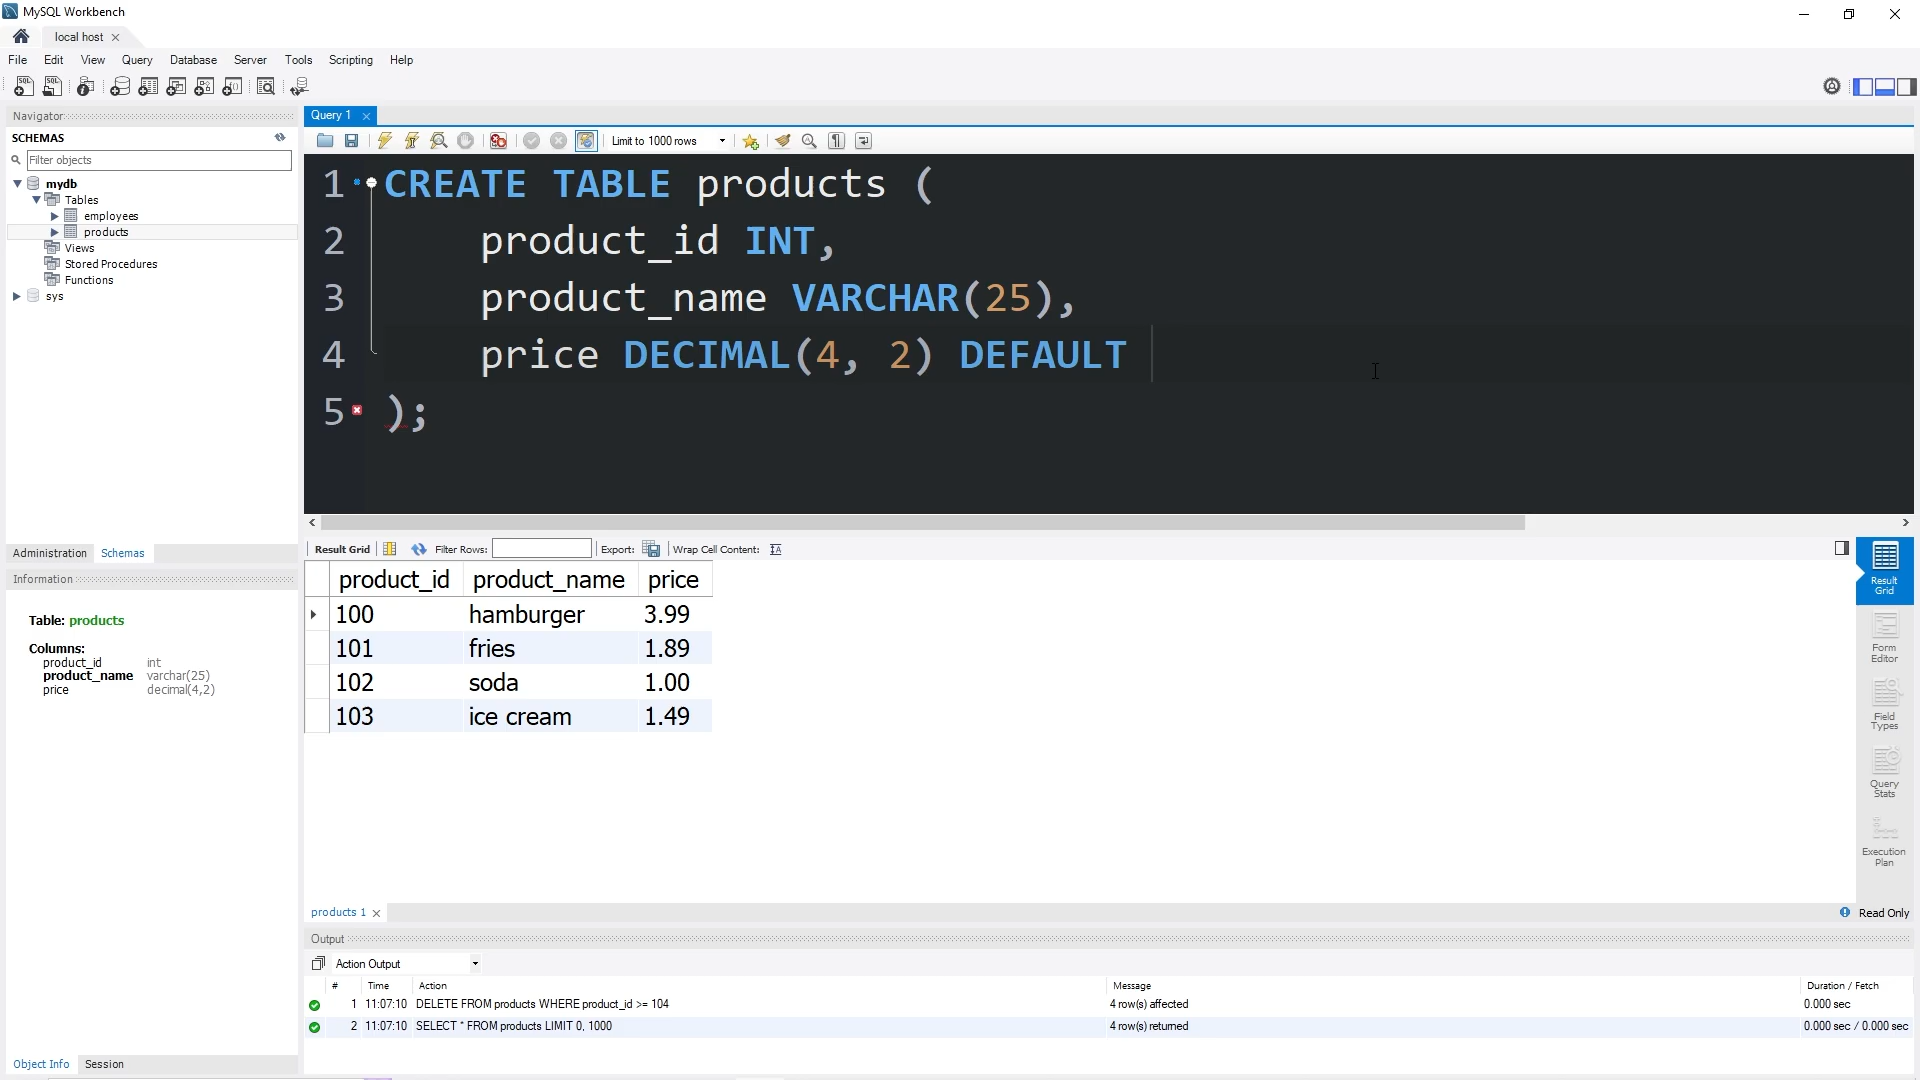 MySQL Workbench
local host
File Edit View Query Database Server Tools Scripting Help
Navigator
SCHEMAS
Filter objects
mydb
Tables
employees
products
Views
Stored Procedures
Functions
sys
Administration Schemas
Information
Table: products
Columns:
product_id int
product_name varchar(25)
price decimal(4,2)
Object Info Session
Query 1
Limit to 1000 rows
1 CREATE TABLE products (
2 product_id INT,
3 product_name VARCHAR(25),
4 price DECIMAL(4, 2) DEFAULT
5 );
Result Grid Filter Rows: Export: Wrap Cell Content:
product_id product_name price
100 hamburger 3.99
101 fries 1.89
102 soda 1.00
103 ice cream 1.49
Result
Grid
Form
Editor
Field
Types
Query
Stats
Execution
Plan
products 1
Read Only
Output
Action Output
# Time Action Message Duration / Fetch
1 11:07:10 DELETE FROM products WHERE product_id >= 104 4 row(s) affected 0.000 sec
2 11:07:10 SELECT * FROM products LIMIT 0, 1000 4 row(s) returned 0.000 sec / 0.000 sec